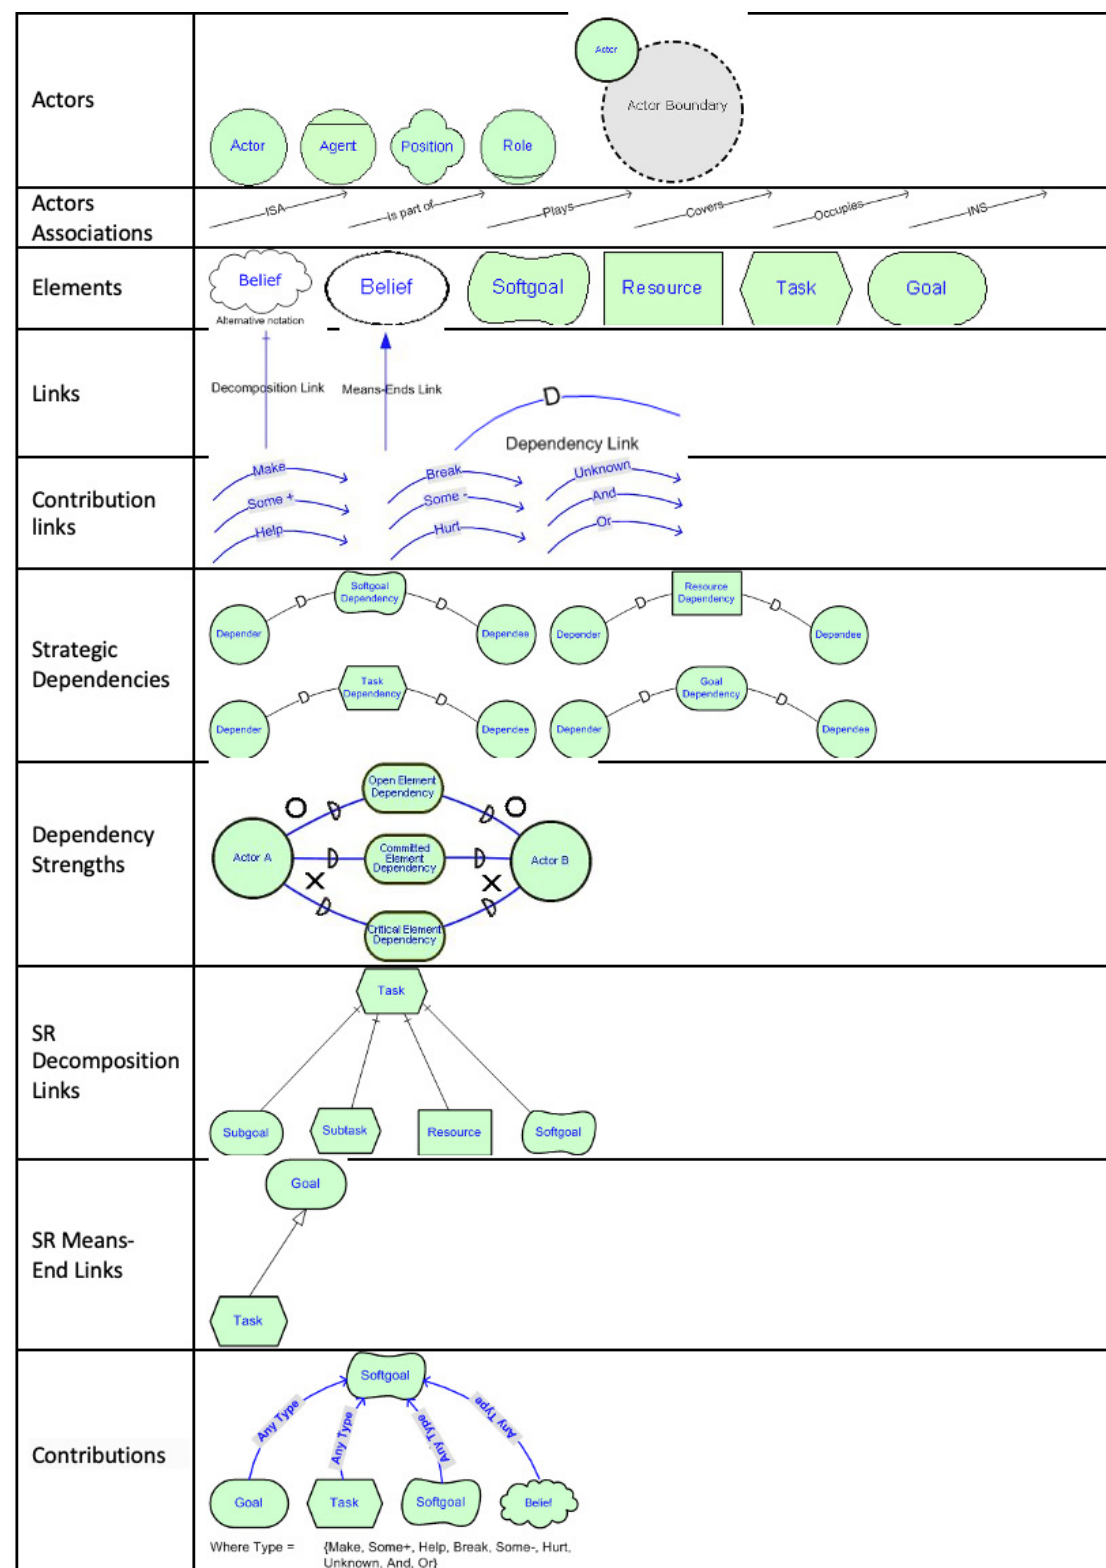 Actors
Actor
Actor Boundary
Actor
Agent
Position
Role
Actors
Associations
ISA
is part of
Plays
Covers
Occupies
INS
Elements
Belief
Alternative notation
Belief
Softgoal
Resource
Task
Goal
Links
Decomposition Link
Means-Ends Link
D
Dependency Link
Contribution
links
Make
Some +
Help
Break
Some -
Hurt
Unknown
And
Or
Strategic
Dependencies
Depender
D
Softgoal
Dependency
D
Dependee
Depender
D
Resource
Dependency
D
Dependee
Depender
D
Task
Dependency
D
Dependee
Depender
D
Goal
Dependency
D
Dependee
Dependency
Strengths
Actor A
O
D
Open Element
Dependency
D
O
D
Committed
Element
Dependency
D
X
D
Critical Element
Dependency
D
X
Actor B
SR
Decomposition
Links
Task
Subgoal
Subtask
Resource
Softgoal
SR Means-
End Links
Goal
Task
Contributions
Softgoal
Any Type
Any Type
Any Type
Any Type
Goal
Task
Softgoal
Belief
Where Type = {Make, Some+, Help, Break, Some-, Hurt,
Unknown, And, Or}